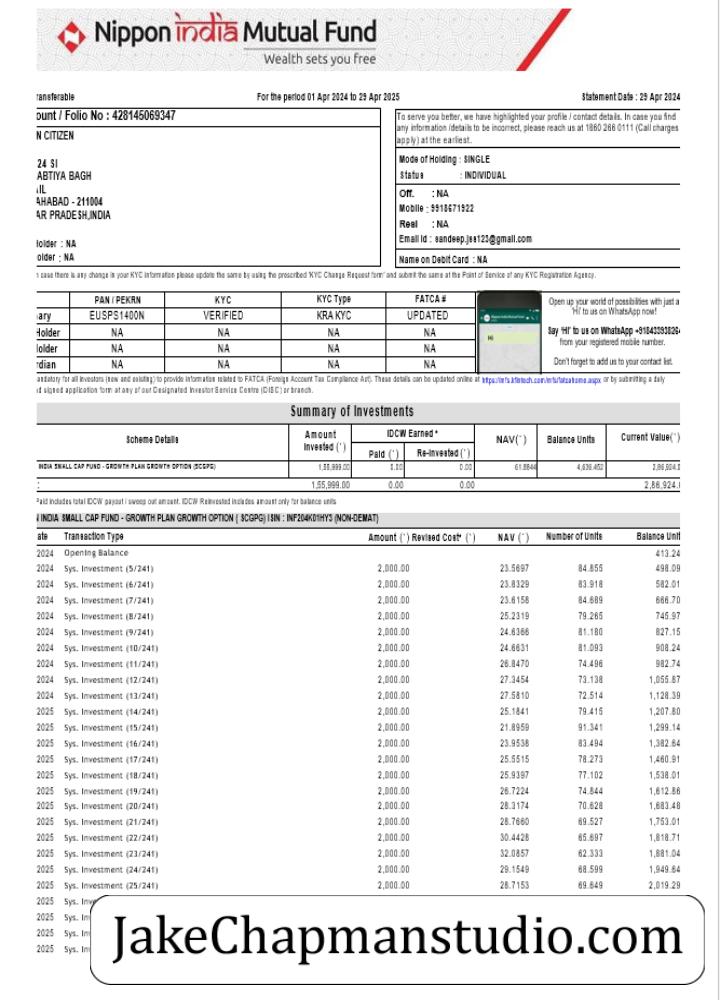 Nippon india Mutual Fund
Wealth sets you free
ransferable For the period 01 Apr 2024 to 29 Apr 2025 Statement Date : 29 Apr 2024
ount / Folio No : 428145069347
N CITIZEN
24 SI
ABTIYA BAGH
AHABAD - 211004
AR PRADESH,INDIA
older : NA
older : NA
To serve you better, we have highlighted your profile / contact details. In case you find
any information /details to be incorrect, please reach us at 1860 266 0111 (Call charges
apply) at the earliest.
Mode of Holding : SINGLE
Status : INDIVIDUAL
Off. : NA
Mobile : 9918671922
Resi : NA
Email Id : sandeep.jss123@gmail.com
Name on Debit Card : NA
n case there is any change in your KYC information please update the same by using the prescribed 'KYC Change Request form' and submit the same at the Point of Service of any KYC Registration Agency.
PAN / PEKRN KYC KYC Type FATCA #
ary EUSPS1400N VERIFIED KRA KYC UPDATED
Holder NA NA NA NA
older NA NA NA NA
rdian NA NA NA NA
Open up your world of possibilities with just a
'Hi' to us on WhatsApp now!
Say 'Hi' to us on WhatsApp
from your registered mobile number.
Don't forget to add us to your contact list.
Hi
andatory for all investors (new and existing) to provide information related to FATCA (Foreign Account Tax Compliance Act). These details can be updated online at https://mfs.kfintech.com/mfs/fatcahome.aspx or by submitting a duly
d signed application form at any of our Designated Investor Service Centre (DISC) or branch.
Summary of Investments
Scheme Details Amount Invested (`) IDCW Earned * NAV(`) Balance Units Current Value(`)
Paid (`) Re-Invested (`)
INDIA SMALL CAP FUND - GROWTH PLAN GROWTH OPTION (SCGPG) 1,55,999.00 0.00 0.00 61.8844 2,86,924.0
: 1,55,999.00 0.00 0.00 2,86,924.
Paid includes total IDCW payout / sweep out amount. IDCW Reinvested includes amount only for balance units
INDIA SMALL CAP FUND - GROWTH PLAN GROWTH OPTION ( SCGPG) ISIN : INF204K01HY3 (NON-DEMAT)
ate Transaction Type Amount (`) Revised Cost* (`) NAV (`) Number of Units Balance Unit
2024 Opening Balance 413.24
2024 Sys. Investment (5/241) 2,000.00 23.5697 84.855 498.09
2024 Sys. Investment (6/241) 2,000.00 23.8329 83.918 582.01
2024 Sys. Investment (7/241) 2,000.00 23.6158 84.689 666.70
2024 Sys. Investment (8/241) 2,000.00 25.2319 79.265 745.97
2024 Sys. Investment (9/241) 2,000.00 24.6366 81.180 827.15
2024 Sys. Investment (10/241) 2,000.00 24.6631 81.093 908.24
2024 Sys. Investment (11/241) 2,000.00 26.8470 74.496 982.74
2024 Sys. Investment (12/241) 2,000.00 27.3454 73.138 1,055.87
2024 Sys. Investment (13/241) 2,000.00 27.5810 72.514 1,128.39
2025 Sys. Investment (14/241) 2,000.00 25.1841 79.415 1,207.80
2025 Sys. Investment (15/241) 2,000.00 21.8959 91.341 1,299.14
2025 Sys. Investment (16/241) 2,000.00 23.9538 83.494 1,382.64
2025 Sys. Investment (17/241) 2,000.00 25.5515 78.273 1,460.91
2025 Sys. Investment (18/241) 2,000.00 25.9397 77.102 1,538.01
2025 Sys. Investment (19/241) 2,000.00 26.7224 74.844 1,612.86
2025 Sys. Investment (20/241) 2,000.00 28.3174 70.628 1,683.48
2025 Sys. Investment (21/241) 2,000.00 28.7660 69.527 1,753.01
2025 Sys. Investment (22/241) 2,000.00 30.4428 65.697 1,818.71
2025 Sys. Investment (23/241) 2,000.00 32.0857 62.333 1,881.04
2025 Sys. Investment (24/241) 2,000.00 29.1549 68.599 1,949.64
2025 Sys. Investment (25/241) 2,000.00 28.7153 69.649 2,019.29
2025 Sys. Inve
2025 Sys. In
2025 Sys. In
2025 Sys. In
JakeChapmanstudio.com